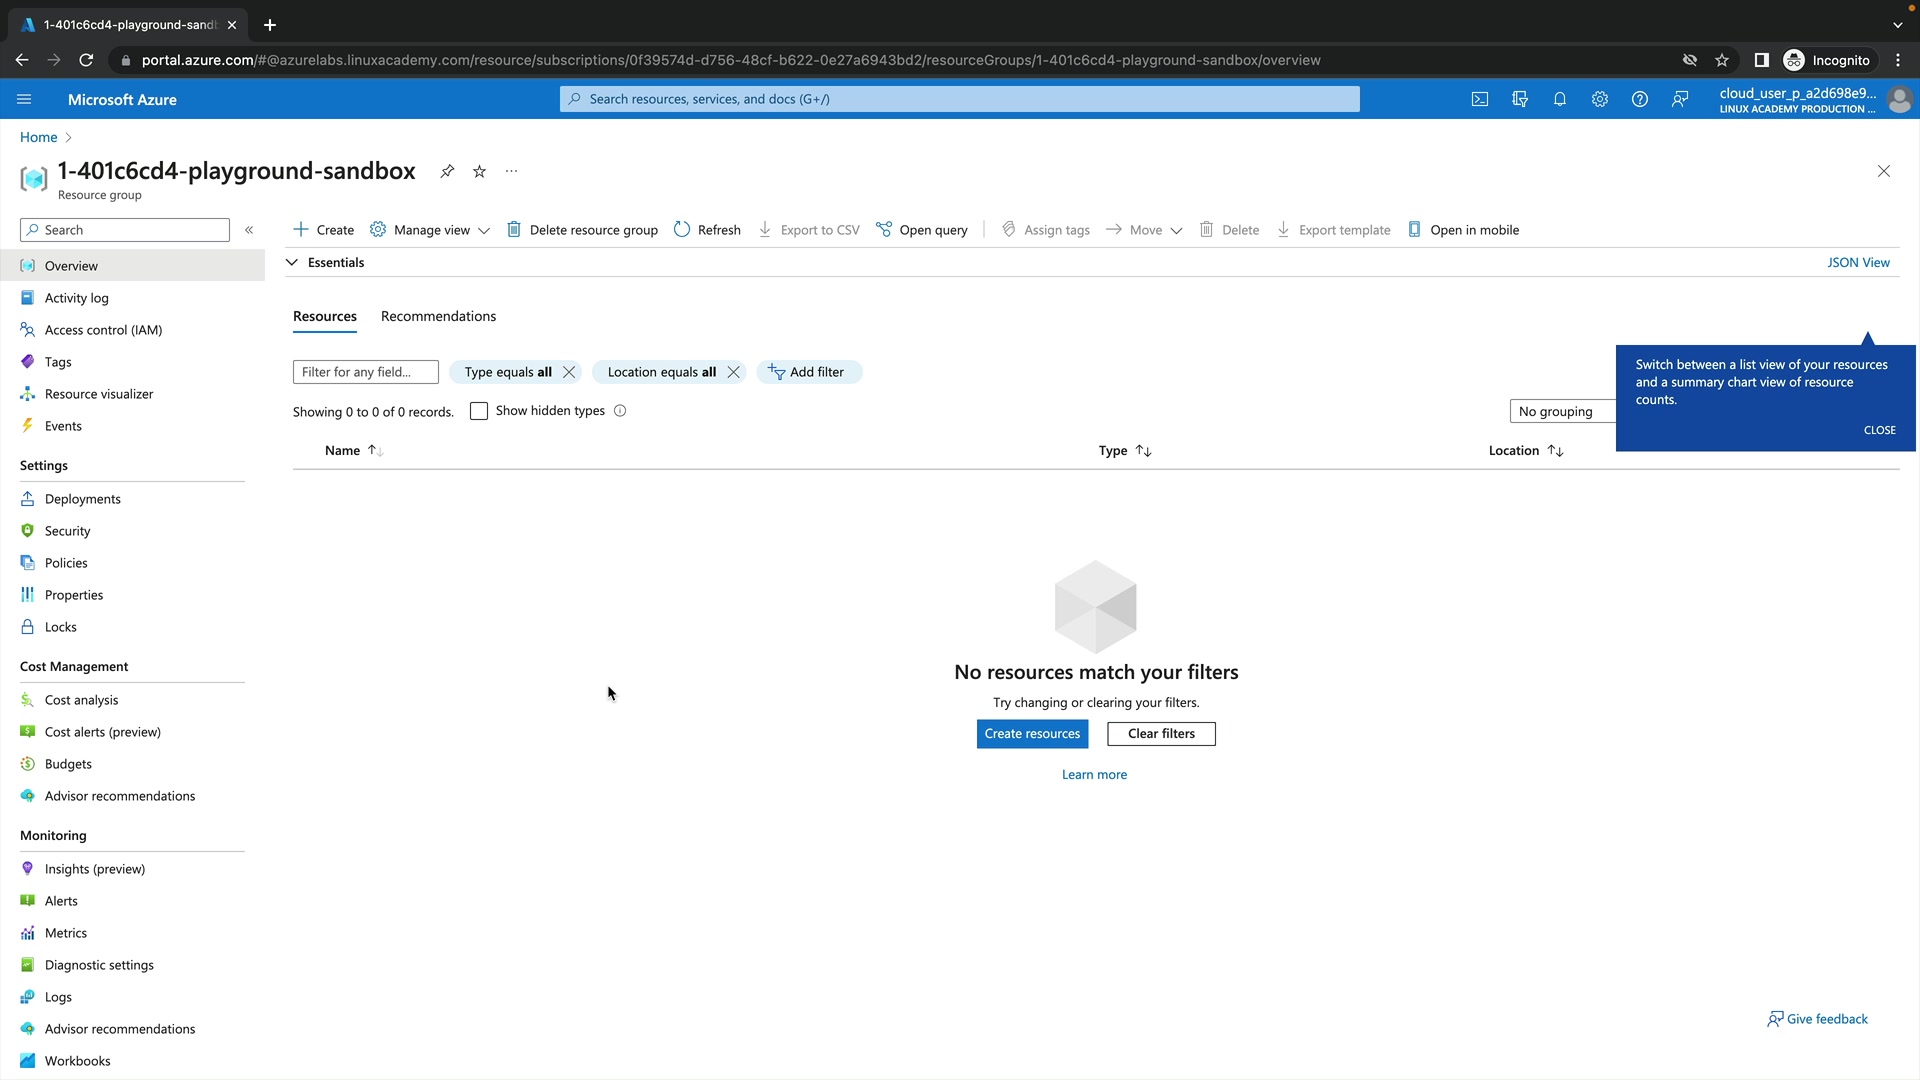 1-401c6cd4-playground-sandb
portal.azure.com/#@azurelabs.linuxacademy.com/resource/subscriptions/0f39574d-d756-48cf-b622-0e27a6943bd2/resourceGroups/1-401c6cd4-playground-sandbox/overview
Incognito
Microsoft Azure
Search resources, services, and docs (G+/)
cloud_user_p_a2d698e9...
LINUX ACADEMY PRODUCTION ...
Home
1-401c6cd4-playground-sandbox
...
Resource group
Search
«
Create
Manage view
Delete resource group
Refresh
Export to CSV
Open query
Assign tags
Move
Delete
Export template
Open in mobile
Essentials
JSON View
Overview
Activity log
Access control (IAM)
Tags
Resource visualizer
Events
Settings
Deployments
Security
Policies
Properties
Locks
Cost Management
Cost analysis
Cost alerts (preview)
Budgets
Advisor recommendations
Monitoring
Insights (preview)
Alerts
Metrics
Diagnostic settings
Logs
Advisor recommendations
Workbooks
Resources
Recommendations
Filter for any field...
Type equals all
Location equals all
Add filter
Showing 0 to 0 of 0 records.
Show hidden types
No grouping
Switch between a list view of your resources
and a summary chart view of resource
counts.
CLOSE
Name
Type
Location
No resources match your filters
Try changing or clearing your filters.
Create resources
Clear filters
Learn more
Give feedback